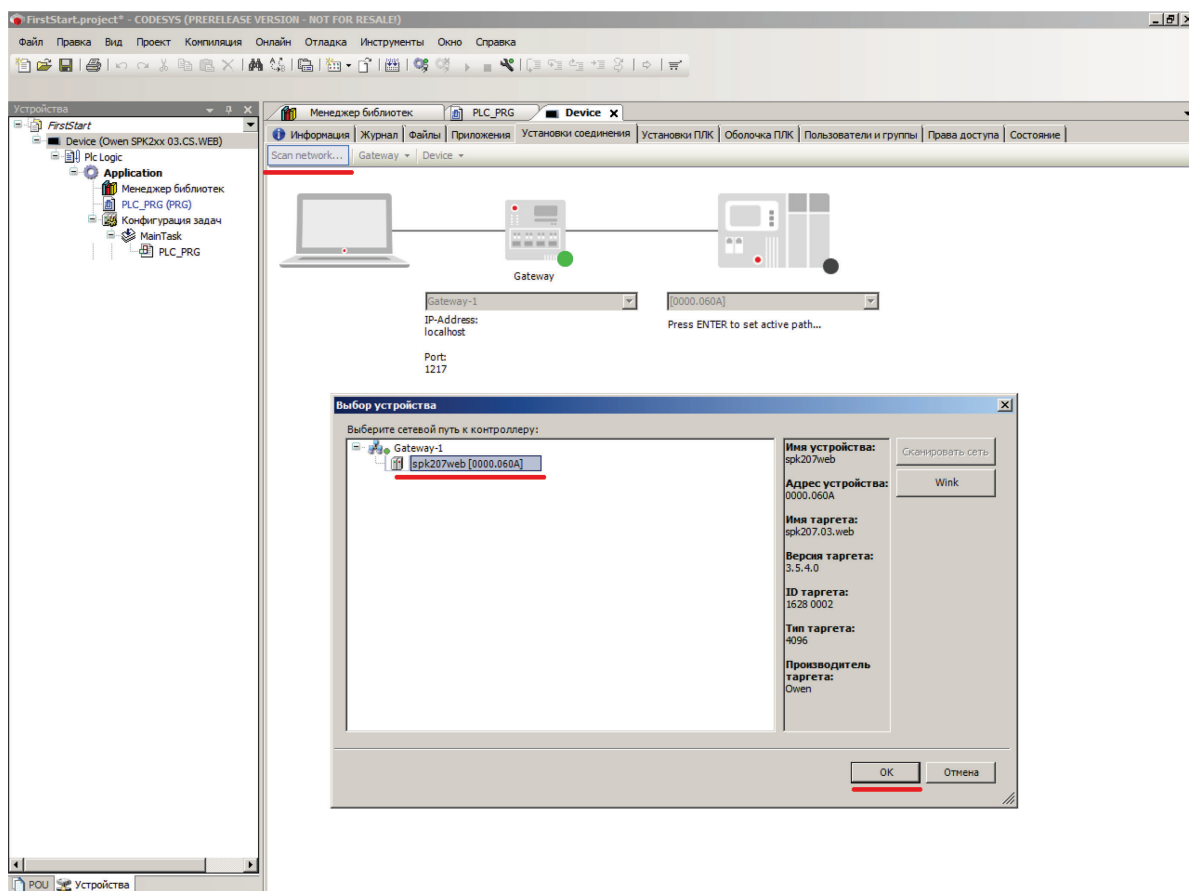 FirstStart.project* - CODESYS (PRERELEASE VERSION - NOT FOR RESALE!)
Файл Правка Вид Проект Компиляция Онлайн Отладка Инструменты Окно Справка
Устройства
FirstStart
Device (Owen SPK2xx 03.CS.WEB)
Plc Logic
Application
Менеджер библиотек
PLC_PRG (PRG)
Конфигурация задач
MainTask
PLC_PRG
POU Устройства
Менеджер библиотек PLC_PRG Device
Информация Журнал Файлы Приложения Установки соединения Установки ПЛК Оболочка ПЛК Пользователи и группы Права доступа Состояние
Scan network... Gateway Device
Gateway
Gateway-1
IP-Address:
localhost
Port:
1217
[0000.060A]
Press ENTER to set active path...
Выбор устройства
Выберите сетевой путь к контроллеру:
Gateway-1
spk207web [0000.060A]
Имя устройства:
spk207web
Адрес устройства:
0000.060A
Имя таргета:
spk207.03.web
Версия таргета:
3.5.4.0
ID таргета:
1628 0002
Тип таргета:
4096
Производитель
таргета:
Owen
Сканировать сеть
Wink
OK Отмена